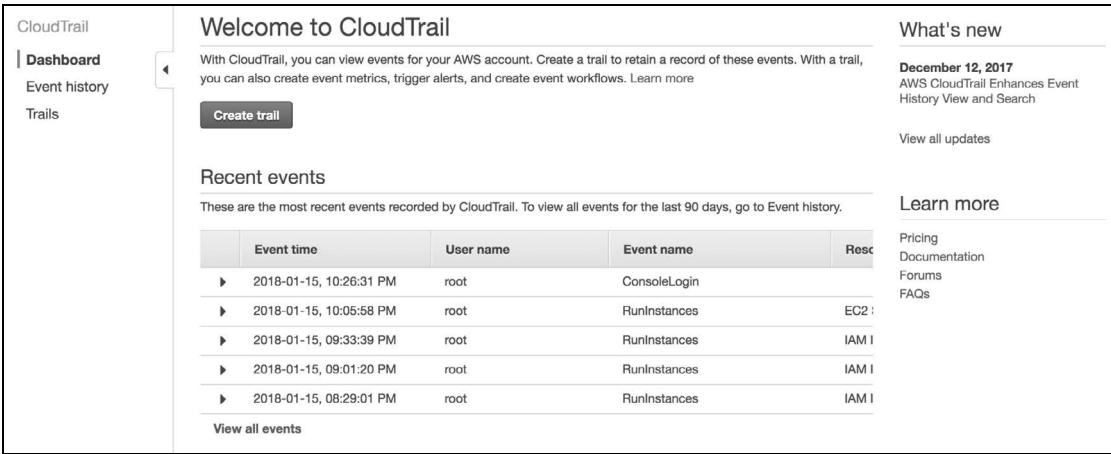 CloudTrail
Dashboard
Event history
Trails
Welcome to CloudTrail
With CloudTrail, you can view events for your AWS account. Create a trail to retain a record of these events. With a trail,
you can also create event metrics, trigger alerts, and create event workflows. Learn more
Create trail
Recent events
These are the most recent events recorded by CloudTrail. To view all events for the last 90 days, go to Event history.
Event time User name Event name
2018-01-15, 10:26:31 PM root ConsoleLogin
2018-01-15, 10:05:58 PM root RunInstances EC2
2018-01-15, 09:33:39 PM root RunInstances IAM
2018-01-15, 09:01:20 PM root RunInstances IAM
2018-01-15, 08:29:01 PM root RunInstances IAM
View all events
What's new
December 12, 2017
AWS CloudTrail Enhances Event
History View and Search
View all updates
Learn more
Pricing
Documentation
Forums
FAQs